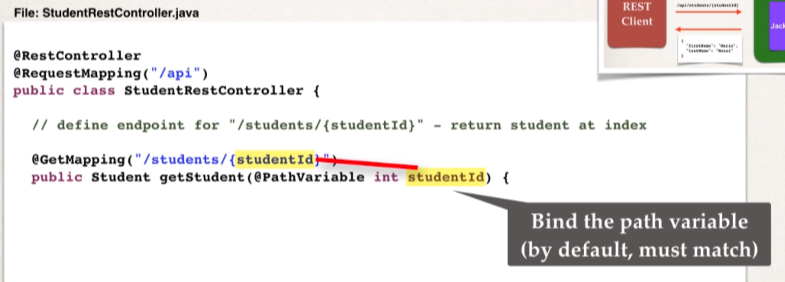 File: StudentRestController.java
REST
Client
/api/students/{studentId}
{
"firstName": "Mario",
"lastName": "Rossi"
}
Jack
@RestController
@RequestMapping("/api")
public class StudentRestController {
// define endpoint for "/students/{studentId}" - return student at index
@GetMapping("/students/{studentId}")
public Student getStudent(@PathVariable int studentId) {
Bind the path variable
(by default, must match)